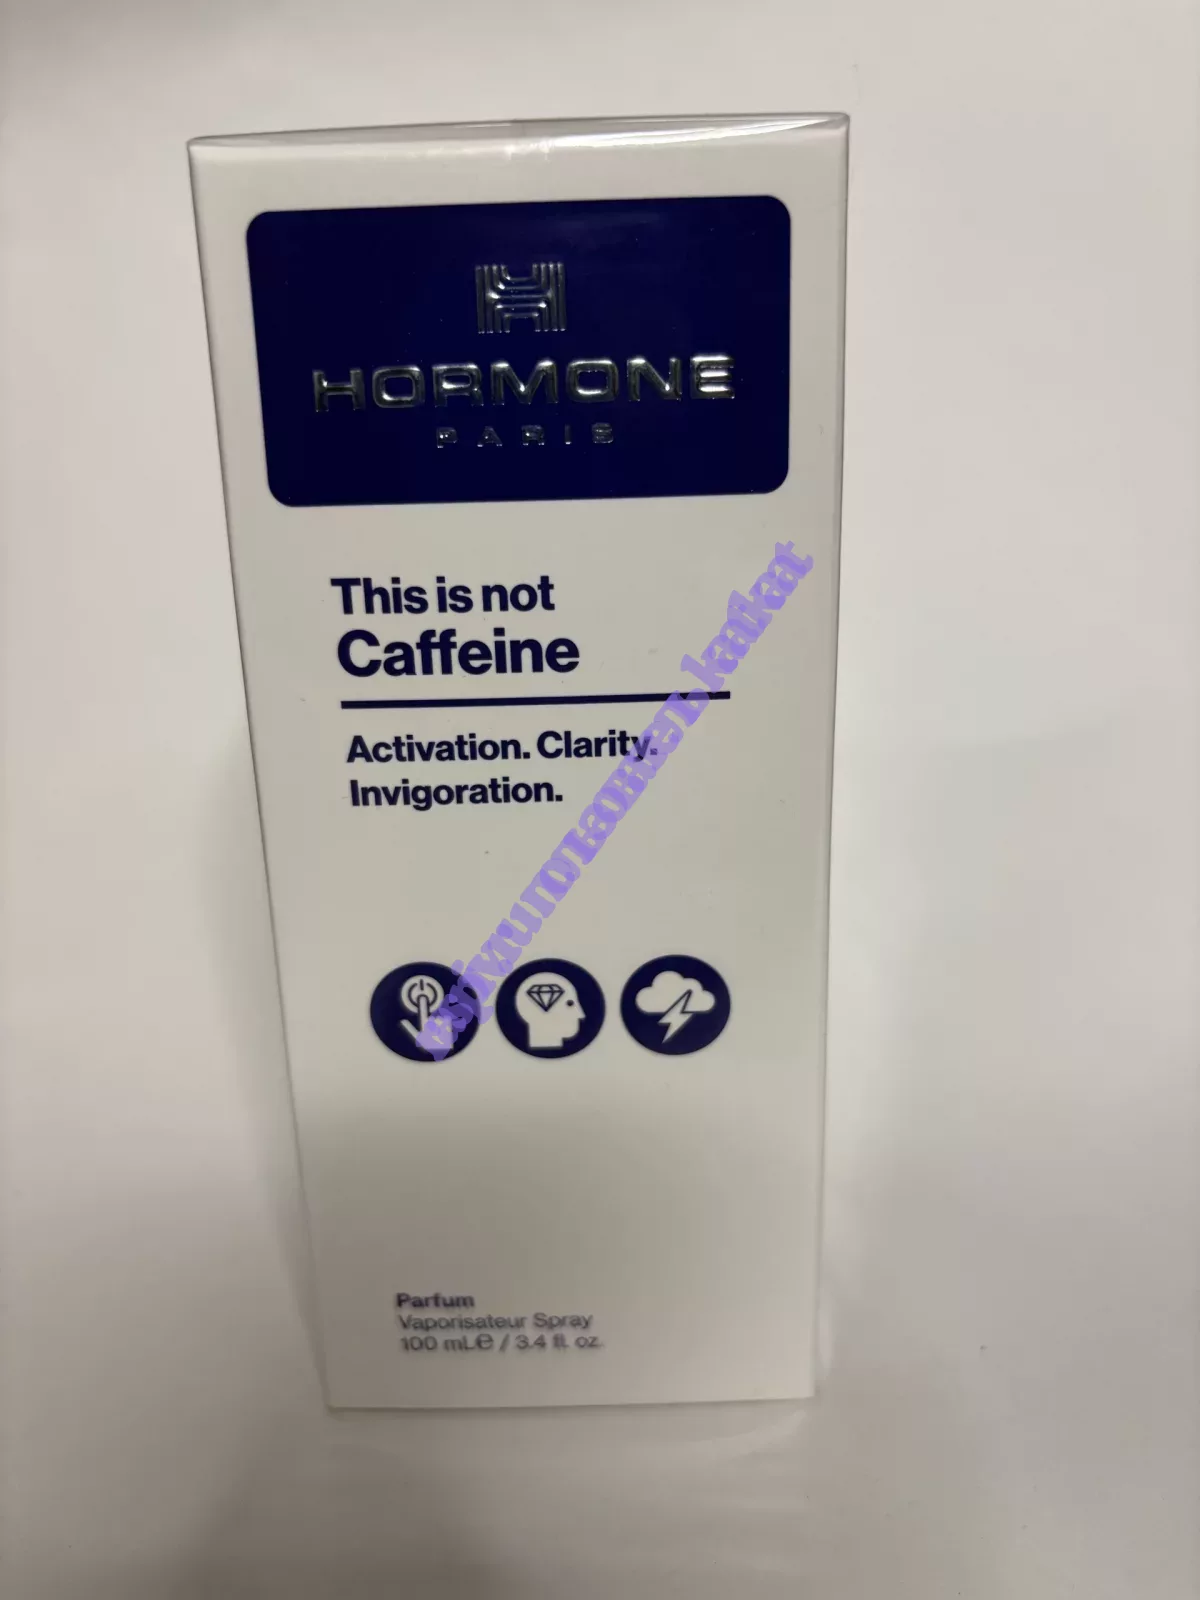 HORMONE
PARIS
This is not
Caffeine
Activation. Clarity.
Invigoration.
Parfum
Vaporisateur Spray
100 mL℮ / 3.4 fl. oz.